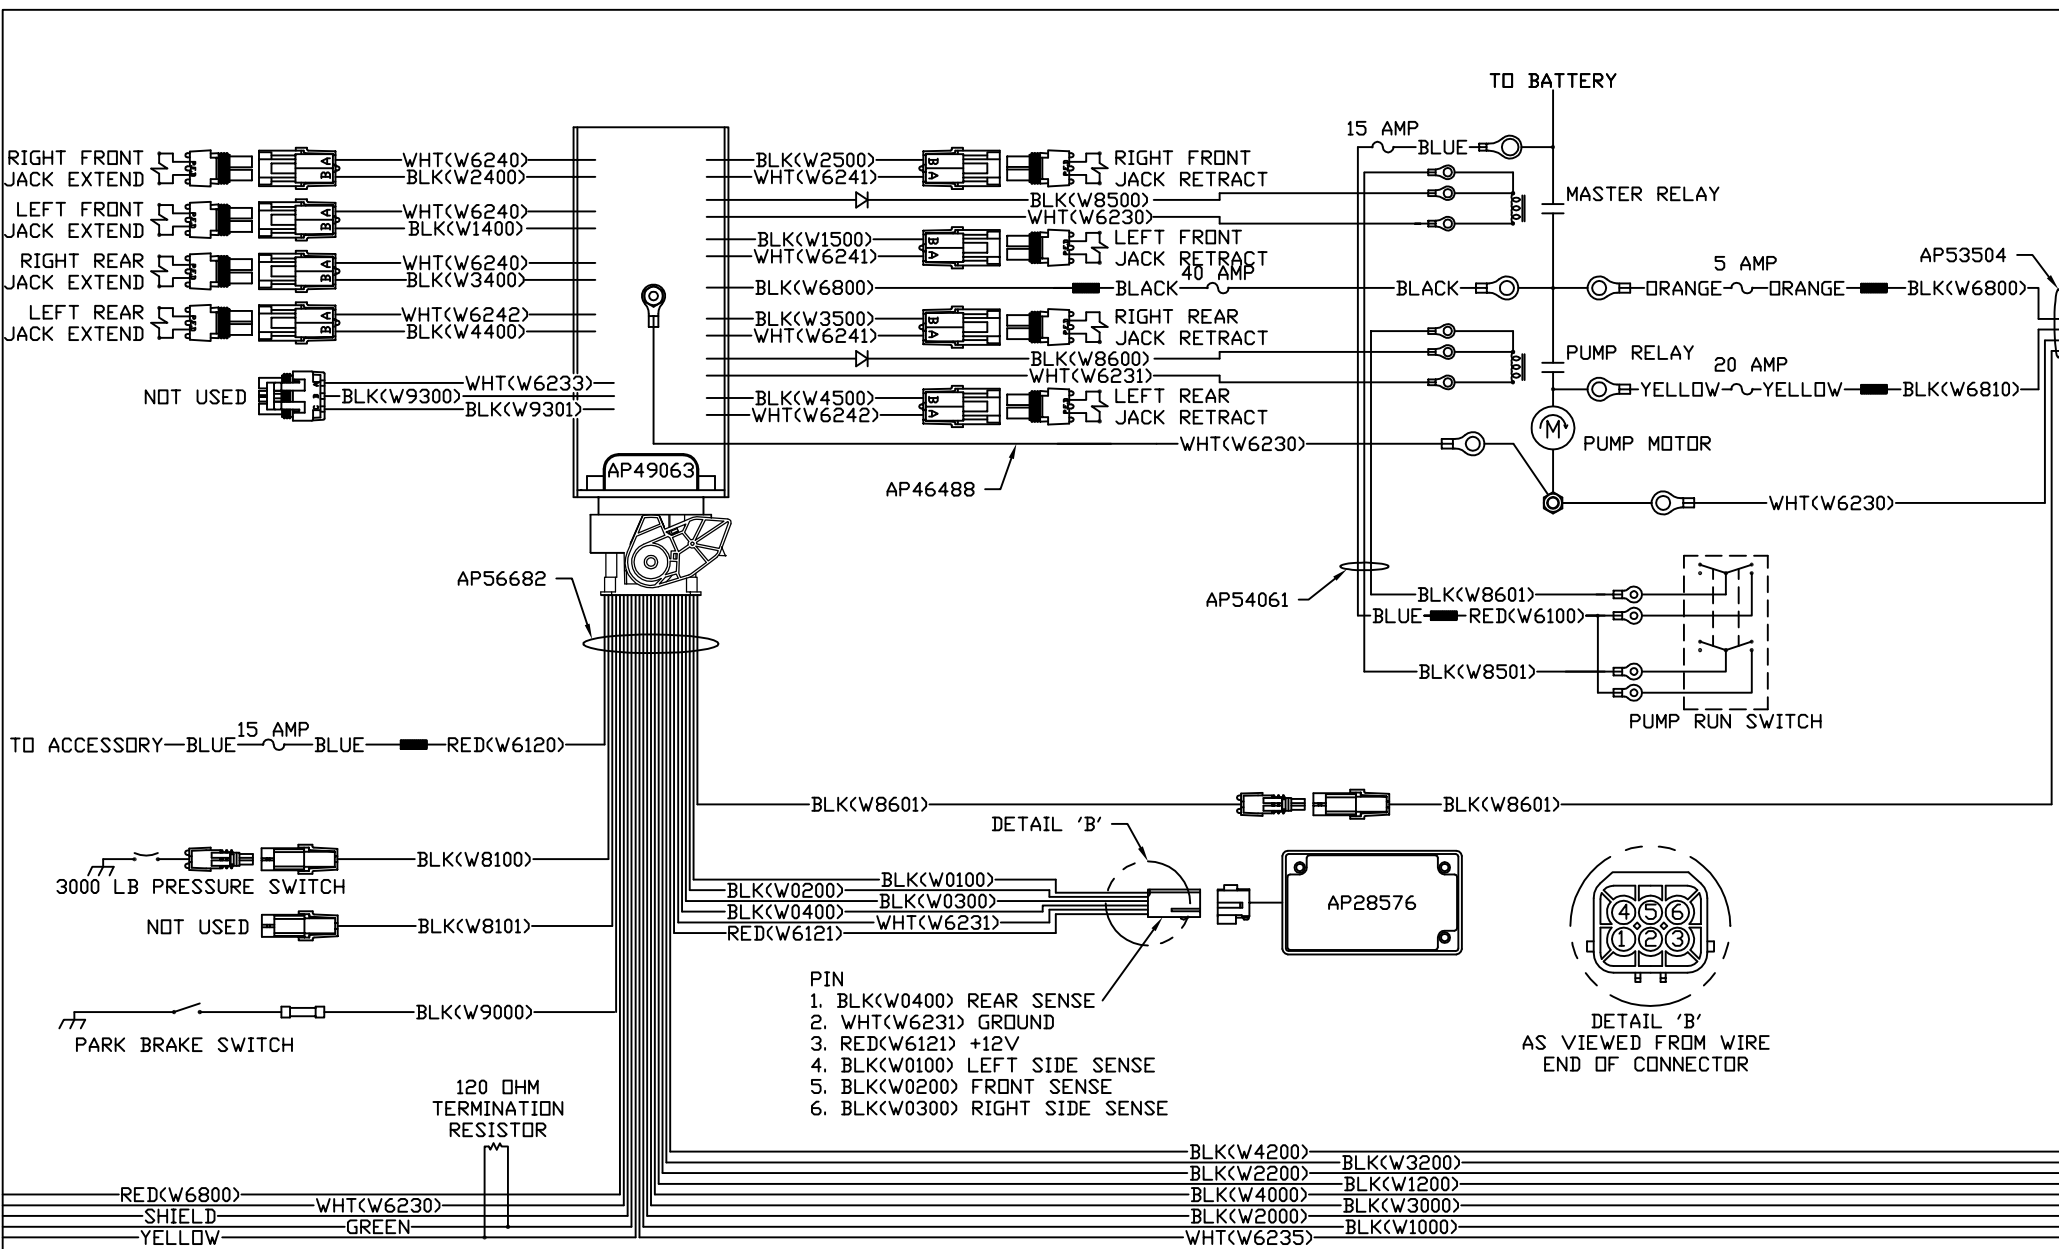 TO BATTERY
15 AMP
BLUE
RIGHT FRONT
JACK EXTEND
A
B
WHT(W6240)
BLK(W2400)
BLK(W2500)
WHT(W6241)
B
A
RIGHT FRONT
JACK RETRACT
BLK(W8500)
WHT(W6230)
MASTER RELAY
LEFT FRONT
JACK EXTEND
A
B
WHT(W6240)
BLK(W1400)
BLK(W1500)
WHT(W6241)
B
A
LEFT FRONT
JACK RETRACT
RIGHT REAR
JACK EXTEND
A
B
WHT(W6240)
BLK(W3400)
BLK(W6800)
40 AMP
BLACK
BLACK
5 AMP
ORANGE
ORANGE
BLK(W6800)
AP53504
LEFT REAR
JACK EXTEND
A
B
WHT(W6242)
BLK(W4400)
BLK(W3500)
WHT(W6241)
B
A
RIGHT REAR
JACK RETRACT
BLK(W8600)
WHT(W6231)
PUMP RELAY
20 AMP
YELLOW
YELLOW
BLK(W6810)
NOT USED
WHT(W6233)
BLK(W9300)
BLK(W9301)
BLK(W4500)
WHT(W6242)
B
A
LEFT REAR
JACK RETRACT
M
PUMP MOTOR
WHT(W6230)
AP49063
AP46488
WHT(W6230)
AP56682
AP54061
BLK(W8601)
BLUE
RED(W6100)
BLK(W8501)
PUMP RUN SWITCH
TO ACCESSORY
BLUE
15 AMP
BLUE
RED(W6120)
BLK(W8601)
BLK(W8601)
DETAIL 'B'
BLK(W8100)
3000 LB PRESSURE SWITCH
NOT USED
BLK(W8101)
BLK(W0100)
BLK(W0200)
BLK(W0300)
BLK(W0400)
WHT(W6231)
RED(W6121)
AP28576
4 5 6
1 2 3
DETAIL 'B'
AS VIEWED FROM WIRE
END OF CONNECTOR
PIN
1. BLK(W0400) REAR SENSE
2. WHT(W6231) GROUND
3. RED(W6121) +12V
4. BLK(W0100) LEFT SIDE SENSE
5. BLK(W0200) FRONT SENSE
6. BLK(W0300) RIGHT SIDE SENSE
BLK(W9000)
PARK BRAKE SWITCH
120 OHM
TERMINATION
RESISTOR
RED(W6800)
WHT(W6230)
SHIELD
GREEN
YELLOW
BLK(W4200)
BLK(W3200)
BLK(W2200)
BLK(W1200)
BLK(W4000)
BLK(W3000)
BLK(W2000)
BLK(W1000)
WHT(W6235)